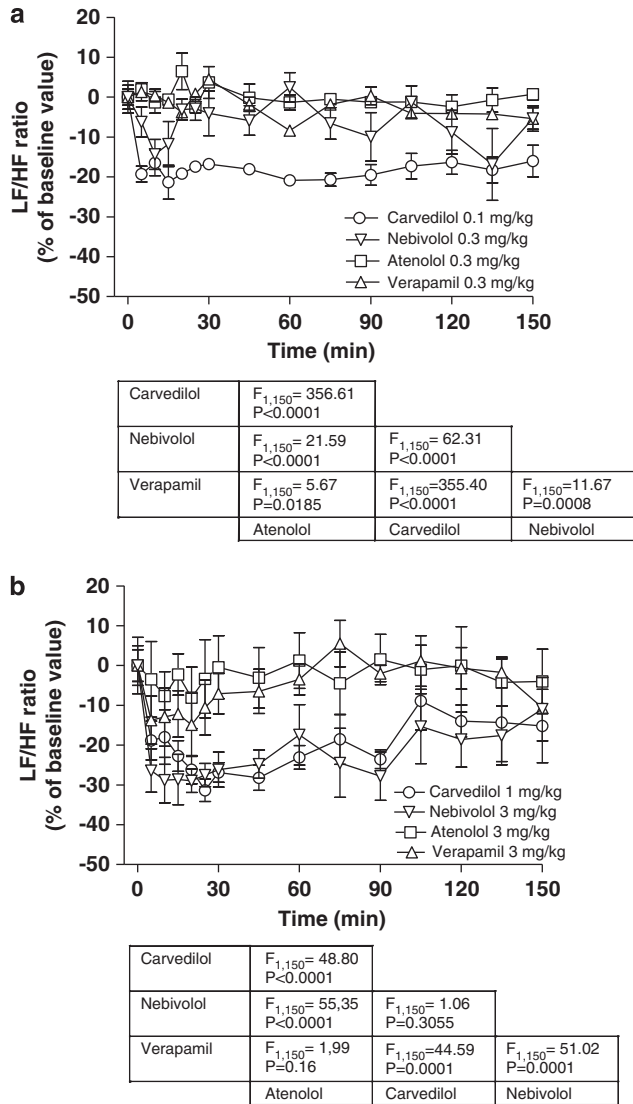 a
20
10
0
-10
-20
-30
-40
-50
LF/HF ratio
(% of baseline value)
Carvedilol 0.1 mg/kg
Nebivolol 0.3 mg/kg
Atenolol 0.3 mg/kg
Verapamil 0.3 mg/kg
0 30 60 90 120 150
Time (min)
Carvedilol F1,150= 356.61
P<0.0001
Nebivolol F1,150= 21.59 F1,150= 62.31
P<0.0001 P<0.0001
Verapamil F1,150= 5.67 F1,150=355.40 F1,150=11.67
P=0.0185 P<0.0001 P=0.0008
Atenolol Carvedilol Nebivolol
b
20
10
0
-10
-20
-30
-40
-50
LF/HF ratio
(% of baseline value)
Carvedilol 1 mg/kg
Nebivolol 3 mg/kg
Atenolol 3 mg/kg
Verapamil 3 mg/kg
0 30 60 90 120 150
Time (min)
Carvedilol F1,150= 48.80
P<0.0001
Nebivolol F1,150= 55,35 F1,150= 1.06
P<0.0001 P=0.3055
Verapamil F1,150= 1,99 F1,150=44.59 F1,150= 51.02
P=0.16 P=0.0001 P=0.0001
Atenolol Carvedilol Nebivolol